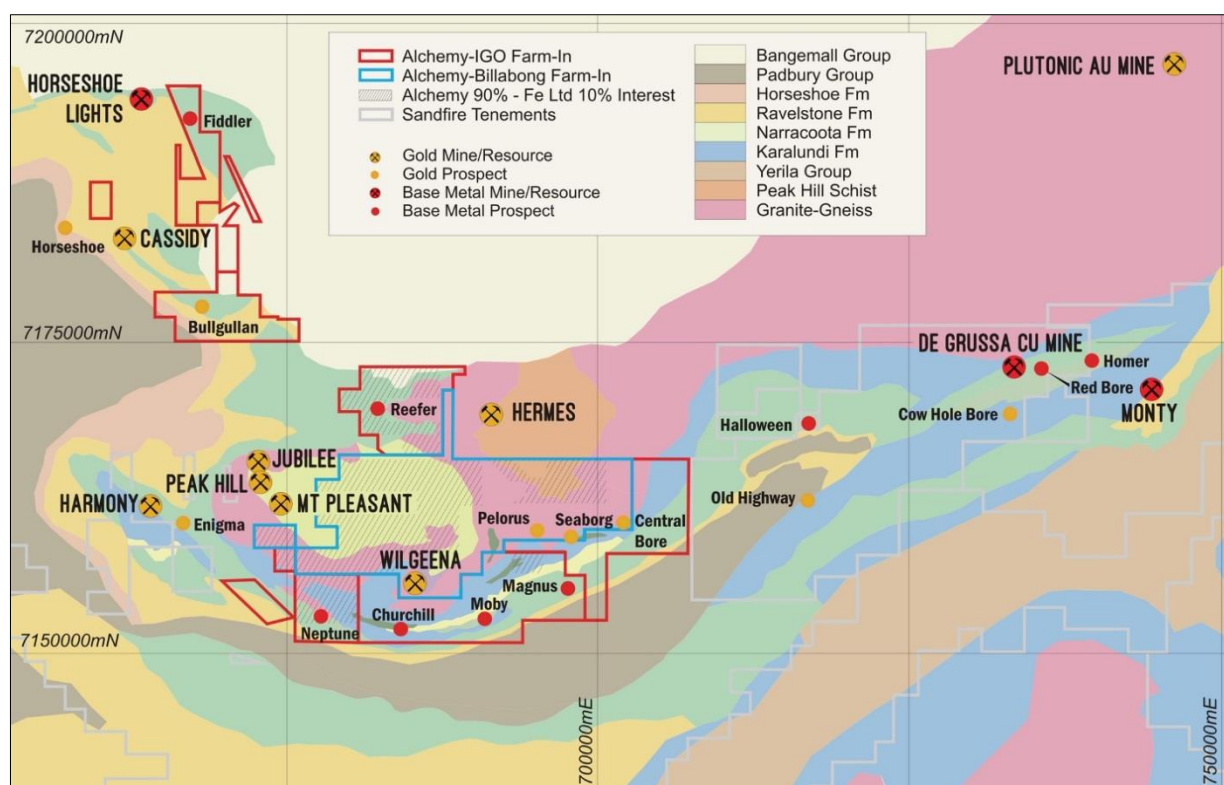 7200000mN
HORSESHOE
LIGHTS
Fiddler
Alchemy-IGO Farm-In
Alchemy-Billabong Farm-In
Alchemy 90% - Fe Ltd 10% Interest
Sandfire Tenements
Gold Mine/Resource
Gold Prospect
Base Metal Mine/Resource
Base Metal Prospect
Bangemall Group
Padbury Group
Horseshoe Fm
Ravelstone Fm
Narracoota Fm
Karalundi Fm
Yerila Group
Peak Hill Schist
Granite-Gneiss
PLUTONIC AU MINE
Horseshoe
CASSIDY
Bullgullan
7175000mN
DE GRUSSA CU MINE
Homer
Red Bore
MONTY
Cow Hole Bore
Reefer
HERMES
Halloween
JUBILEE
PEAK HILL
MT PLEASANT
HARMONY
Enigma
Old Highway
Pelorus
Seaborg
Central
Bore
WILGEENA
Magnus
Moby
Churchill
Neptune
7150000mN
700000mE
750000mE